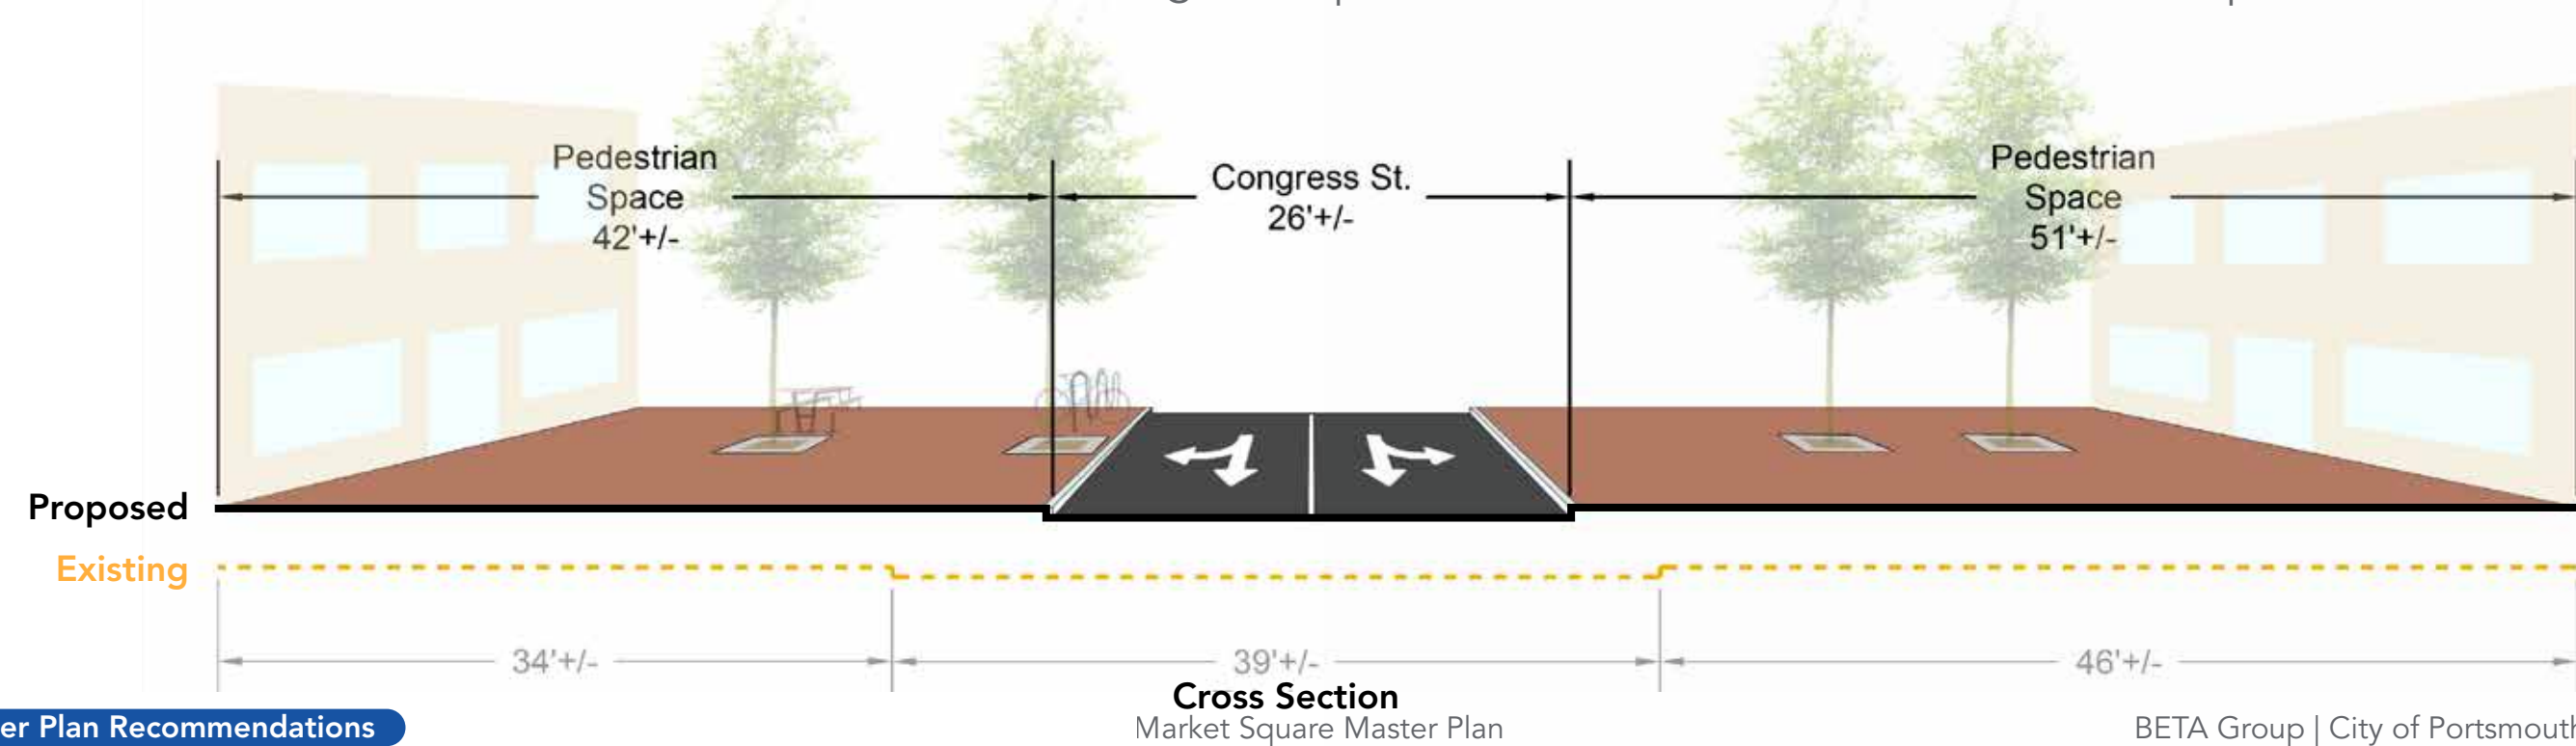 Pedestrian
Space
42'+/-
Congress St.
26'+/-
Pedestrian
Space
51'+/-
Proposed
Existing
34'+/-
39'+/-
46'+/-
Cross Section
er Plan Recommendations
Market Square Master Plan
BETA Group | City of Portsmouth